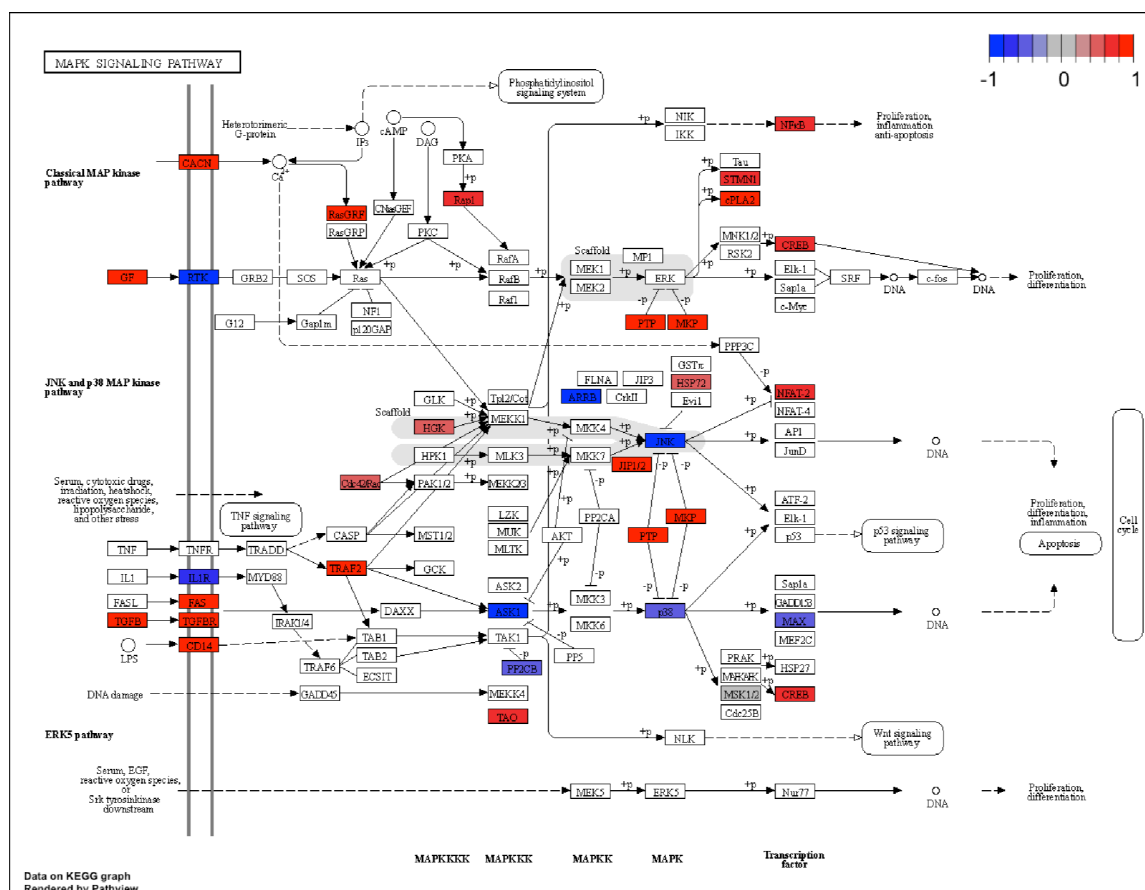 MAPK SIGNALING PATHWAY
-1 0 1
Phosphatidylinositol
signaling system
Heterotorimeric
G-protein
IP3
cAMP
DAG
NIK
IKK
NFκB
Proliferation,
inflammation
anti-apoptosis
Classical MAP kinase
pathway
CACN
Ca2+
PKA
+p
Rap1
Tau
STMN1
cPLA2
RasGRF
RasGRP
CNasGEF
PKC
RafA
RafB
Raf1
Scaffold
MEK1
MEK2
MP1
ERK
MNK1/2
RSK2
CREB
GF
RTK
GRB2
SOS
Ras
Elk-1
Sap1a
c-Myc
SRF
DNA
c-fos
DNA
Proliferation,
differentiation
G12
Gap1m
NF1
p120GAP
PTP
MKP
PPP3C
JNK and p38 MAP kinase
pathway
Scaffold
GLK
HGK
HPK1
Tpl2/Cot
MEKK1
MLK3
FLNA
JIP3
ARRB
CrkII
GSTπ
HSP72
Evi1
MKK4
MKK7
JNK
JIP1/2
NFAT-2
NFAT-4
AP1
JunD
DNA
Cdc42/Rac
PAK1/2
MEKK2/3
Serum, cytotoxic drugs,
irradiation, heatshock,
reactive oxygen species,
lipopolysaccharide,
and other stress
TNF signaling
pathway
LZK
MUK
MLTK
PP2CA
AKT
PTP
MKP
ATF-2
Elk-1
p53
p53 signaling
pathway
Proliferation,
differentiation,
inflammation
Apoptosis
Cell
cycle
TNF
TNFR
TRADD
CASP
MST1/2
IL1
IL1R
MYD88
TRAF2
GCK
ASK2
ASK1
MKK3
MKK6
p38
Sap1a
GADD153
MAX
MEF2C
DNA
FASL
FAS
DAXX
TGFB
TGFBR
IRAK1/4
LPS
CD14
TAB1
TAB2
ECSIT
TRAF6
TAK1
PP5
PP2CB
PRAK
MAPKAPK
MSK1/2
Cdc25B
HSP27
CREB
DNA damage
GADD45
MEKK4
TAO
ERK5 pathway
NLK
Wnt signaling
pathway
Serum, EGF,
reactive oxygen species,
or
Srk tyrosinkinase
downstream
MEK5
ERK5
Nur77
DNA
Proliferation,
differentiation
MAPKKKK
MAPKKK
MAPKK
MAPK
Transcription
factor
Data on KEGG graph
Rendered by Pathview